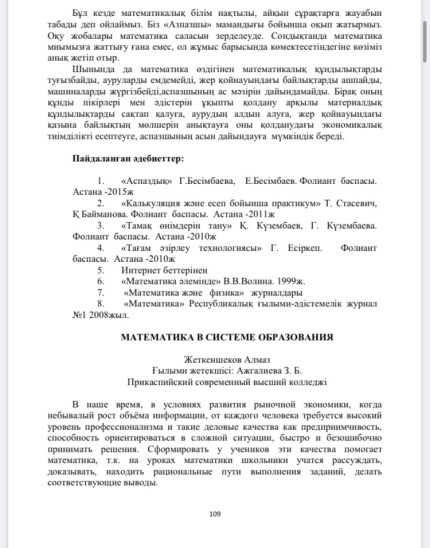 Бұл кезде математикалық білім нақтылы, айқын сұрақтарға жауабын
табады деп ойлаймыз. Біз «Азпазшы» мамандығы бойынша оқып жатырмыз.
Оқу жобалары математика саласын зерделеуде. Сондықтанда математика
миымызға жаттығу ғана емес, ол жұмыс барысында көмектесетіндегіне көзіміз
анық жетіп отыр.
Шынында да математика өздігінен математикалық құндылықтарды
туғызбайды, ауруларды емдемейді, жер қойнауындағы байлықтарды ашпайды,
машиналарды жүргізбейді,аспазшының ас мәзірін дайындамайды. Бірақ оның
құнды пікірлері мен әдістерін ұқыпты қолдану арқылы материалдық
құндылықтарды сақтап қалуға, аурудың алдын алуға, жер қойнауындағы
қазына байлықтың мөлшерін анықтауға оны қолданудағы экономикалық
тиімділікті есептеуге, аспазшының асын дайындауға мүмкіндік береді.
Пайдаланған әдебиеттер:
1. «Аспаздық» Г.Бесімбаева, Е.Бесімбаев. Фолиант баспасы.
Астана -2015ж
2. «Калькуляция және есеп бойынша практикум» Т. Стасевич,
Қ Байманова. Фолиант баспасы. Астана -2011ж
3. «Тамақ өнімдерін тану» Қ. Күзембаев, Г. Күзембаева.
Фолиант баспасы. Астана -2010ж
4. «Тағам әзірлеу технологиясы» Г. Есіркеп. Фолиант
баспасы. Астана -2010ж
5. Интернет беттерінен
6. «Математика әлемінде» В.В.Волина. 1999ж.
7. «Математика және физика» журналдары
8. «Математика» Республикалық ғылыми-әдістемелік журнал
№1 2008жыл.
МАТЕМАТИКА В СИСТЕМЕ ОБРАЗОВАНИЯ
Жеткеншеков Алмаз
Ғылыми жетекшісі: Ажгалиева З. Б.
Прикаспийский современный высший колледжі
В наше время, в условиях развития рыночной экономики, когда
небывалый рост объёма информации, от каждого человека требуется высокий
уровень профессионализма и такие деловые качества как предприимчивость,
способность ориентироваться в сложной ситуации, быстро и безошибочно
принимать решения. Сформировать у учеников эти качества помогает
математика, т.к. на уроках математики школьники учатся рассуждать,
доказывать, находить рациональные пути выполнения заданий, делать
соответствующие выводы.
109